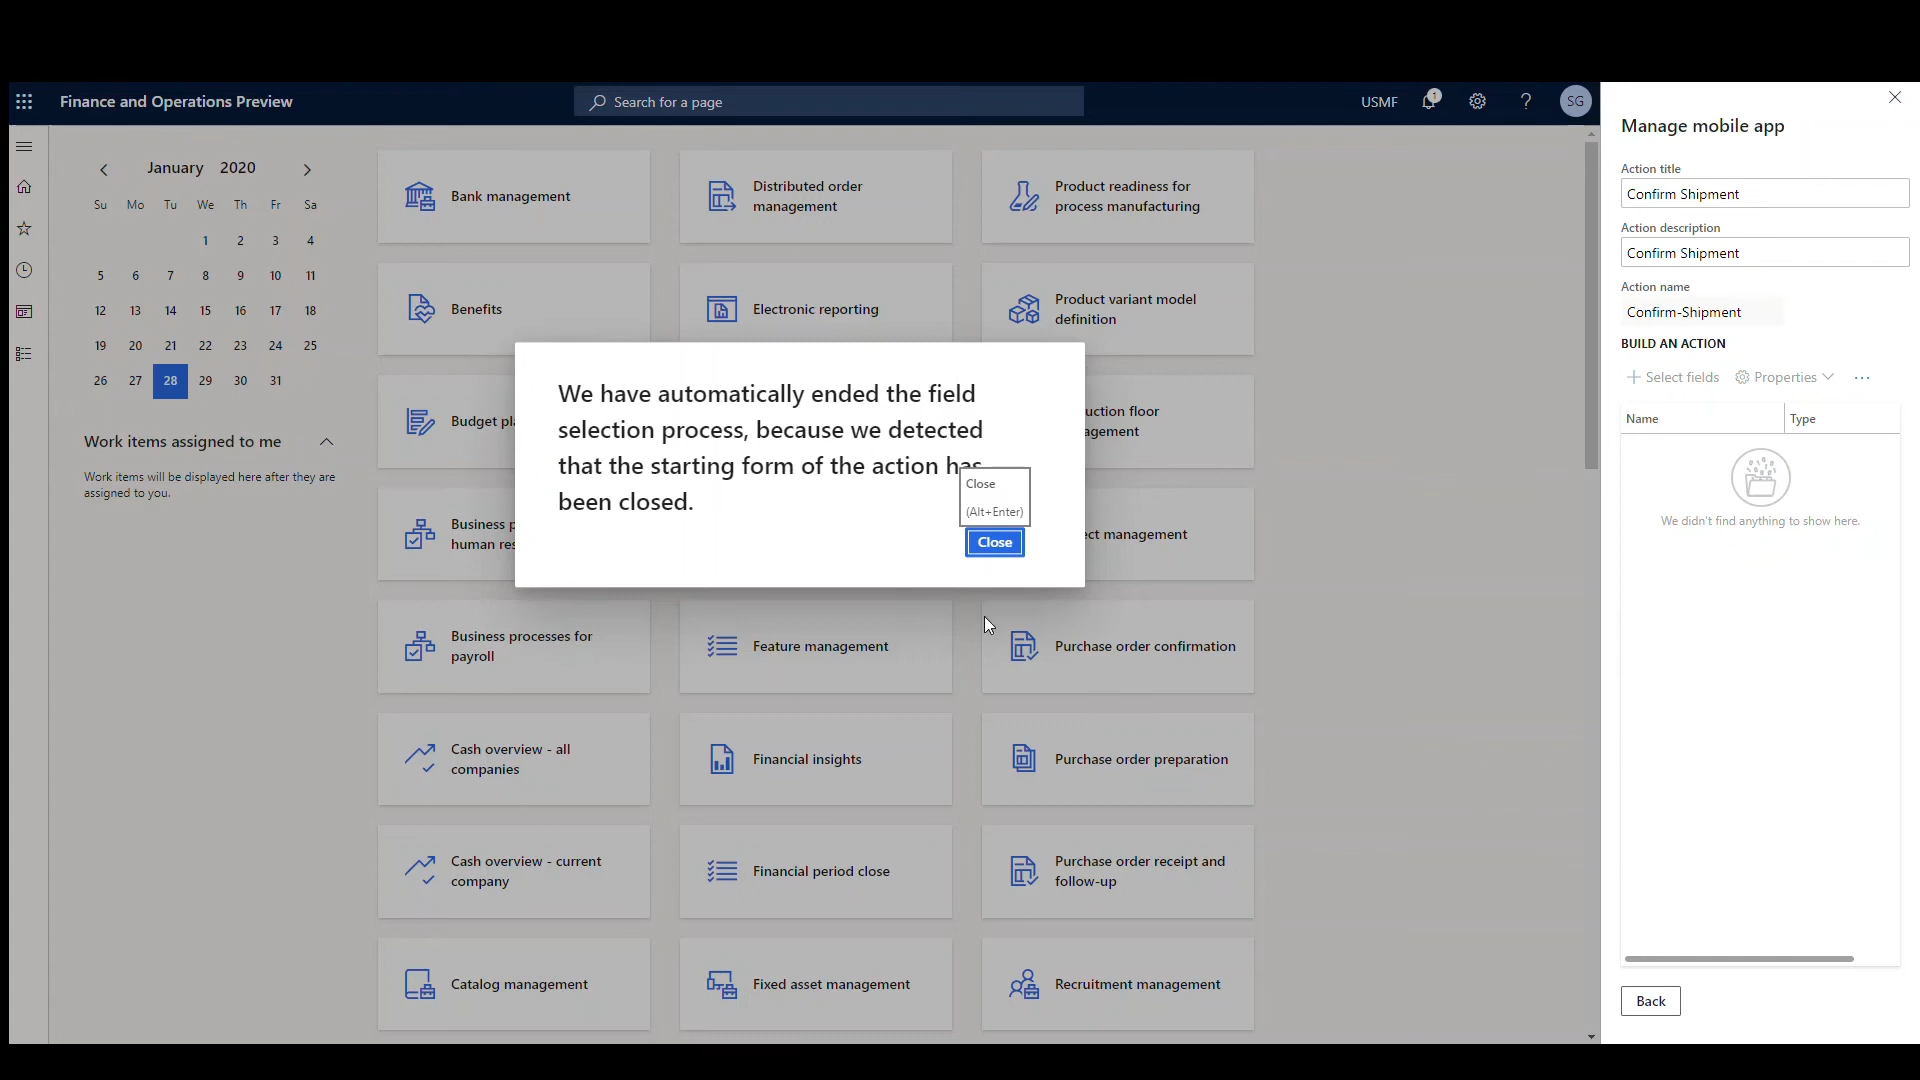 Finance and Operations Preview
Search for a page
USMF
1
?
SG
January 2020
Su Mo Tu We Th Fr Sa
1 2 3 4
5 6 7 8 9 10 11
12 13 14 15 16 17 18
19 20 21 22 23 24 25
26 27 28 29 30 31
Work items assigned to me
Work items will be displayed here after they are
assigned to you.
Bank management
Distributed order
management
Product readiness for
process manufacturing
Benefits
Electronic reporting
Product variant model
definition
Budget pl
uction floor
agement
Business p
human res
ect management
Business processes for
payroll
Feature management
Purchase order confirmation
Cash overview - all
companies
Financial insights
Purchase order preparation
Cash overview - current
company
Financial period close
Purchase order receipt and
follow-up
Catalog management
Fixed asset management
Recruitment management
We have automatically ended the field
selection process, because we detected
that the starting form of the action has
been closed.
Close
(Alt+Enter)
Close
Manage mobile app
Action title
Confirm Shipment
Action description
Confirm Shipment
Action name
Confirm-Shipment
BUILD AN ACTION
Select fields
Properties
...
Name
Type
We didn't find anything to show here.
Back